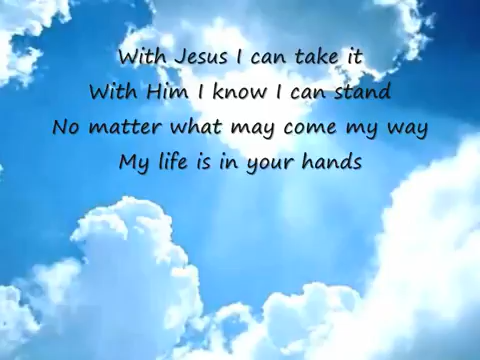 With Jesus I can take it
With Him I know I can stand
No matter what may come my way
My life is in your hands